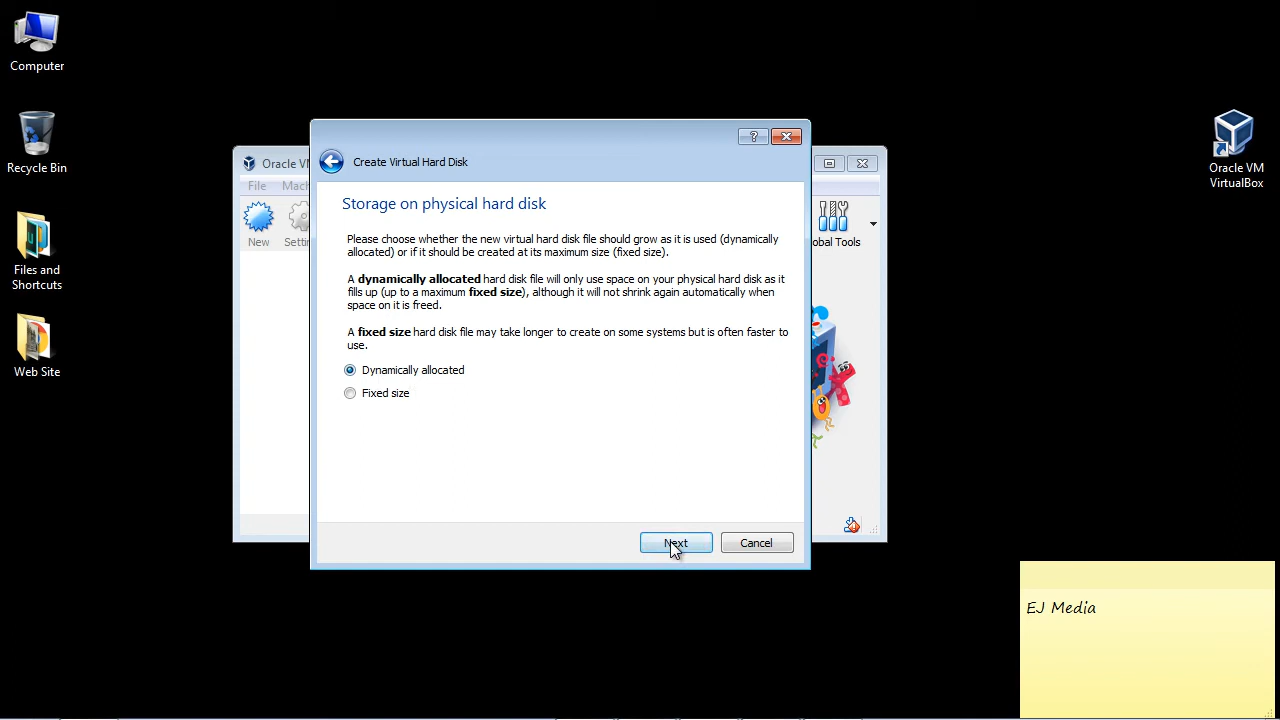 Computer
Recycle Bin
Files and
Shortcuts
Web Site
Oracle VM
VirtualBox
Oracle V
File
Mach
New
Settin
obal Tools
Create Virtual Hard Disk
Storage on physical hard disk
Please choose whether the new virtual hard disk file should grow as it is used (dynamically
allocated) or if it should be created at its maximum size (fixed size).
A dynamically allocated hard disk file will only use space on your physical hard disk as it
fills up (up to a maximum fixed size), although it will not shrink again automatically when
space on it is freed.
A fixed size hard disk file may take longer to create on some systems but is often faster to
use.
Dynamically allocated
Fixed size
Next
Cancel
EJ Media